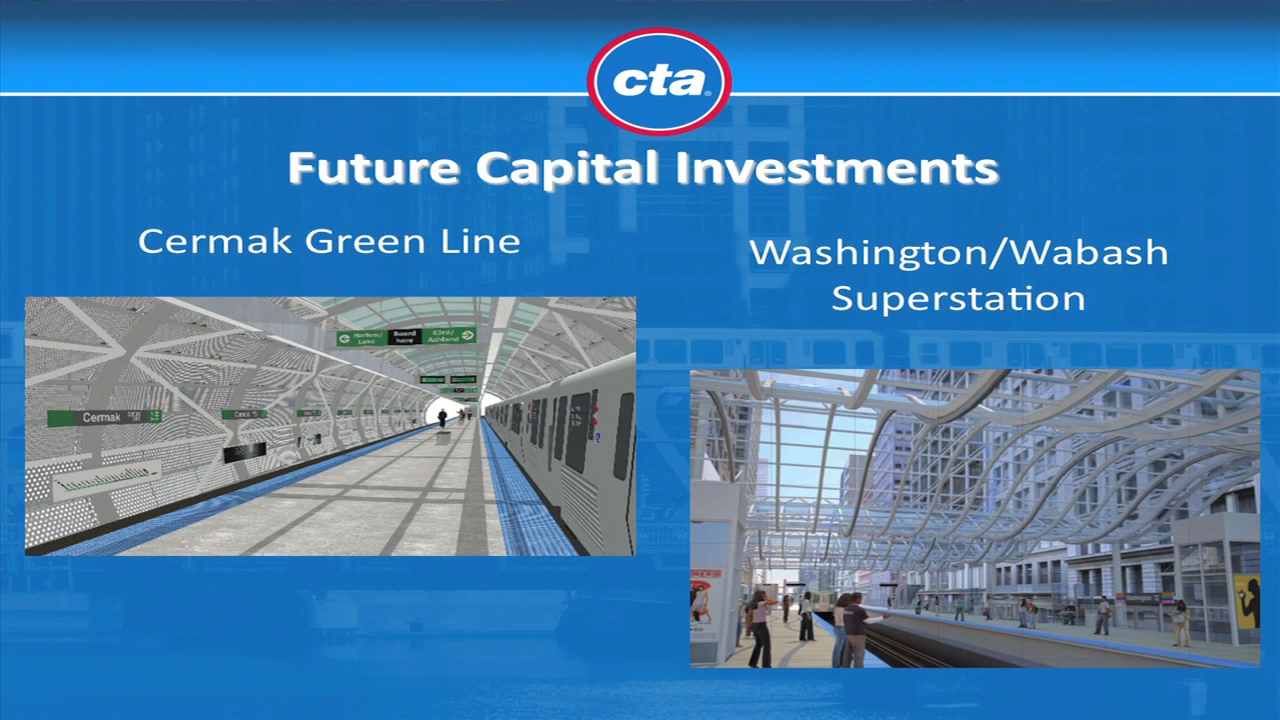 cta
Future Capital Investments
Cermak Green Line
Washington/Wabash
Superstation
Harlem/
Lake
Board
here
63rd/
Ashland
Cermak